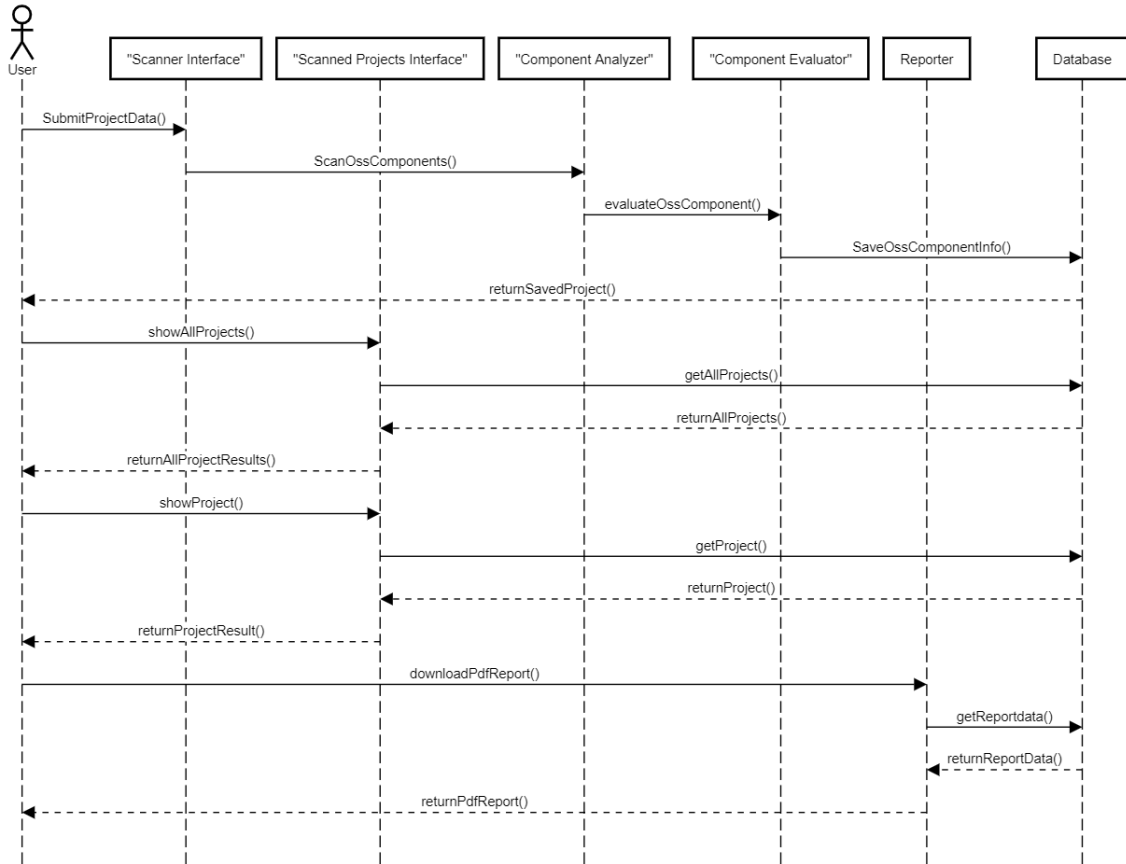 User
"Scanner Interface"
"Scanned Projects Interface"
"Component Analyzer"
"Component Evaluator"
Reporter
Database
SubmitProjectData()
ScanOssComponents()
evaluateOssComponent()
SaveOssComponentInfo()
returnSavedProject()
showAllProjects()
getAllProjects()
returnAllProjects()
returnAllProjectResults()
showProject()
getProject()
returnProject()
returnProjectResult()
downloadPdfReport()
getReportdata()
returnReportData()
returnPdfReport()